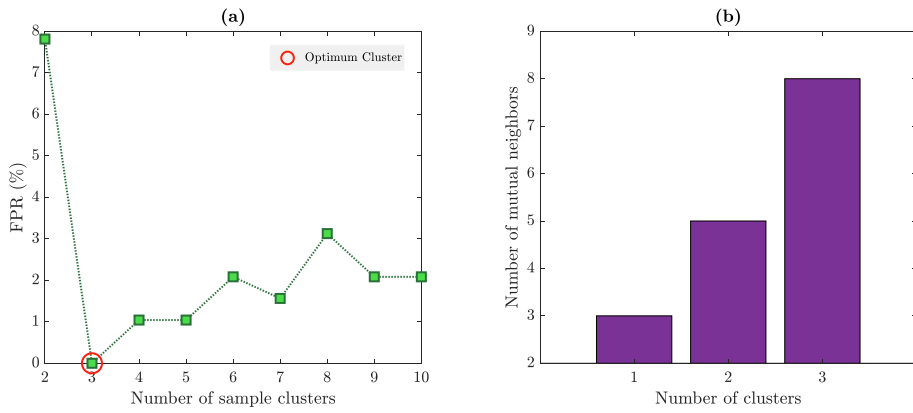 (a)
8
7
6
5
4
3
2
1
0
FPR (%)
Optimum Cluster
2 3 4 5 6 7 8 9 10
Number of sample clusters
(b)
9
8
7
6
5
4
3
2
Number of mutual neighbors
1 2 3
Number of clusters